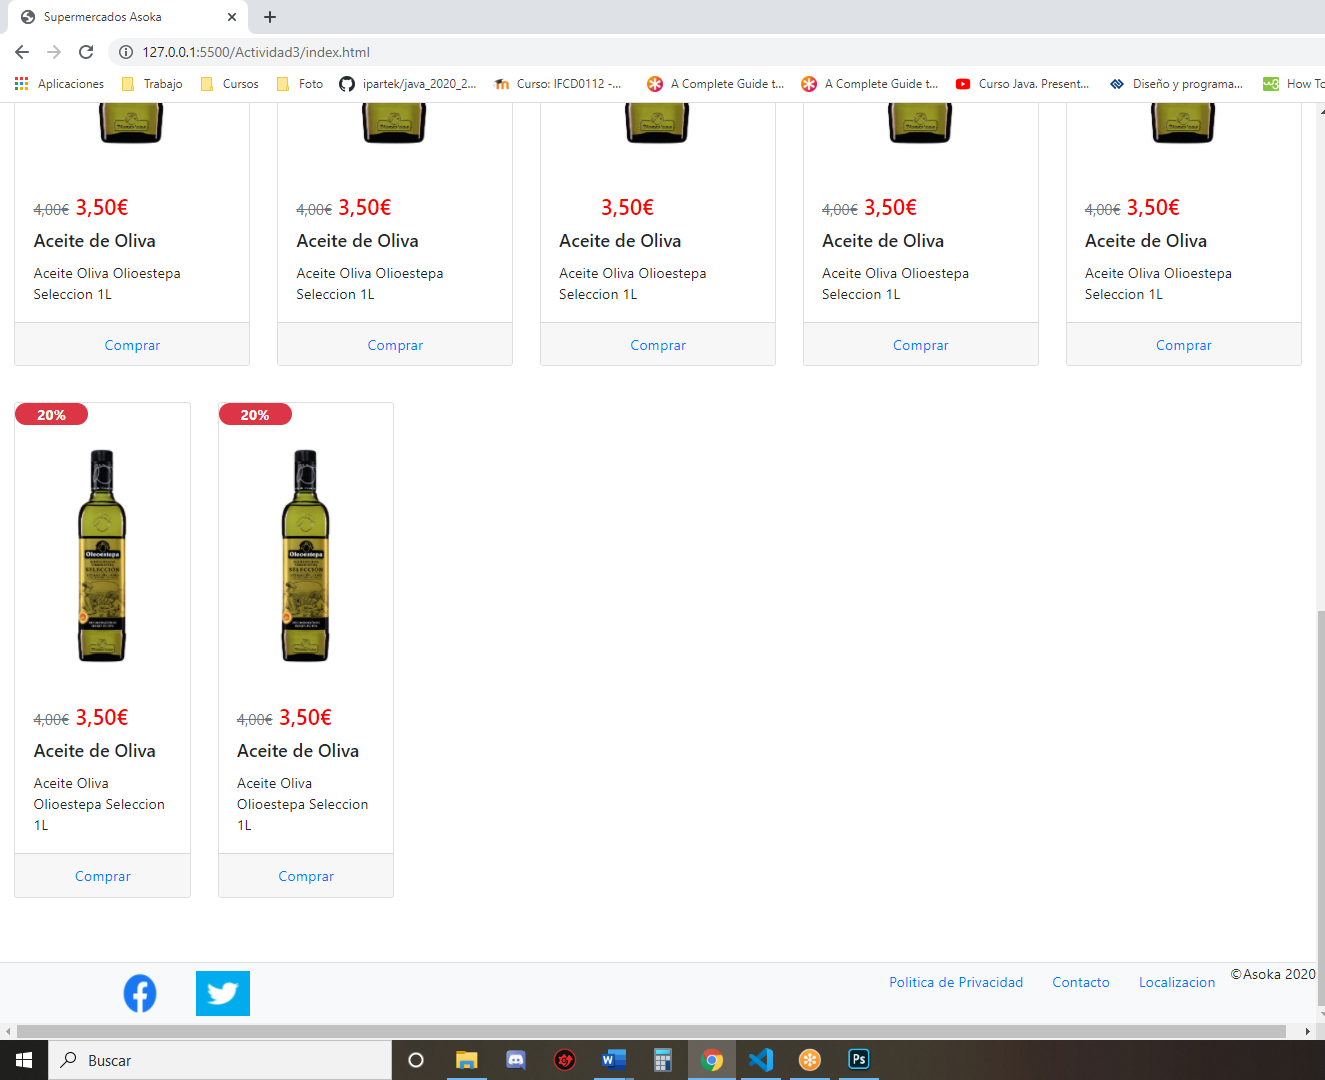 Supermercados Asoka
127.0.0.1:5500/Actividad3/index.html
Aplicaciones
Trabajo
Cursos
Foto
ipartek/java_2020_2...
Curso: IFCD0112 -...
A Complete Guide t...
A Complete Guide t...
Curso Java. Present...
Diseño y programa...
How To
4,00€ 3,50€
4,00€ 3,50€
3,50€
4,00€ 3,50€
4,00€ 3,50€
Aceite de Oliva
Aceite de Oliva
Aceite de Oliva
Aceite de Oliva
Aceite de Oliva
Aceite Oliva Olioestepa
Seleccion 1L
Aceite Oliva Olioestepa
Seleccion 1L
Aceite Oliva Olioestepa
Seleccion 1L
Aceite Oliva Olioestepa
Seleccion 1L
Aceite Oliva Olioestepa
Seleccion 1L
Comprar
Comprar
Comprar
Comprar
Comprar
20%
20%
Oleoestepa
SELECCIÓN
Oleoestepa
SELECCIÓN
4,00€ 3,50€
4,00€ 3,50€
Aceite de Oliva
Aceite de Oliva
Aceite Oliva
Olioestepa Seleccion
1L
Aceite Oliva
Olioestepa Seleccion
1L
Comprar
Comprar
Politica de Privacidad
Contacto
Localizacion
©Asoka 2020
Buscar
W
Ps